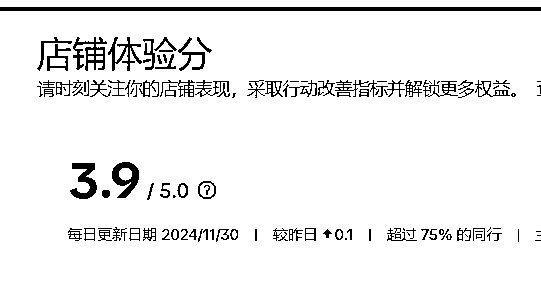 店铺体验分
请时刻关注你的店铺表现，采取行动改善指标并解锁更多权益。
3.9 / 5.0 ?
每日更新日期 2024/11/30 | 较昨日 ↑0.1 | 超过 75% 的同行 |